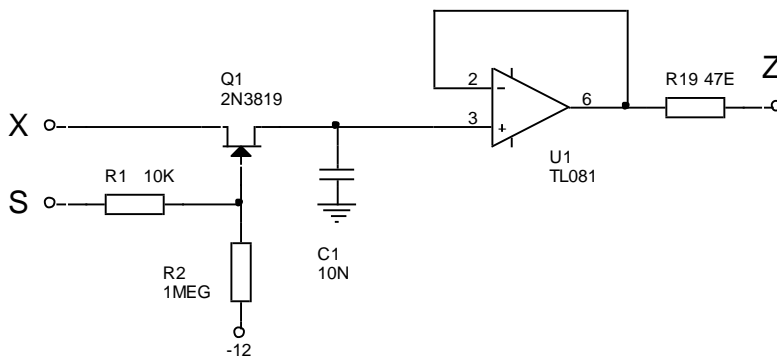 Q1
2N3819
X
S
R1 10K
R2
1MEG
-12
C1
10N
2
-
3
+
6
U1
TL081
R19 47E
Z